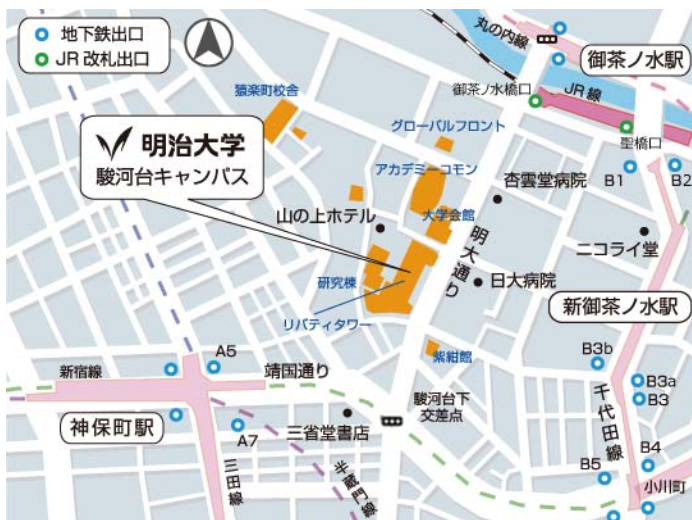 地下鉄出口
JR 改札出口
丸の内線
御茶ノ水駅
御茶ノ水橋口
JR 線
聖橋口
猿楽町校舎
グローバルフロント
明治大学
駿河台キャンパス
アカデミーコモン
杏雲堂病院
B1
B2
山の上ホテル
大学会館
明大通り
ニコライ堂
研究棟
日大病院
リバティタワー
新御茶ノ水駅
紫紺館
新宿線
A5
靖国通り
B3b
B3a
B3
千代田線
駿河台下
交差点
神保町駅
A7
三省堂書店
三田線
半蔵門線
B4
B5
小川町